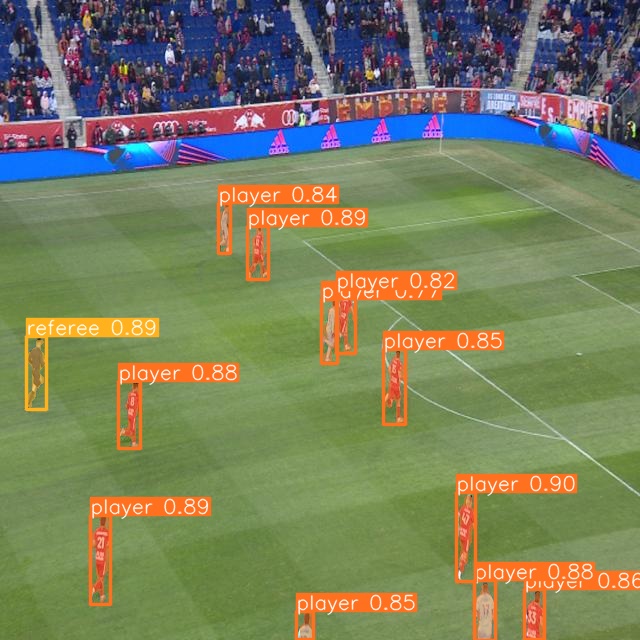 EMPIRE
adidas
adidas
adidas
adidas
player 0.84
player 0.89
player 0.82
player 0.77
referee 0.89
player 0.85
player 0.88
player 0.90
player 0.89
player 0.88
player 0.86
player 0.85
29